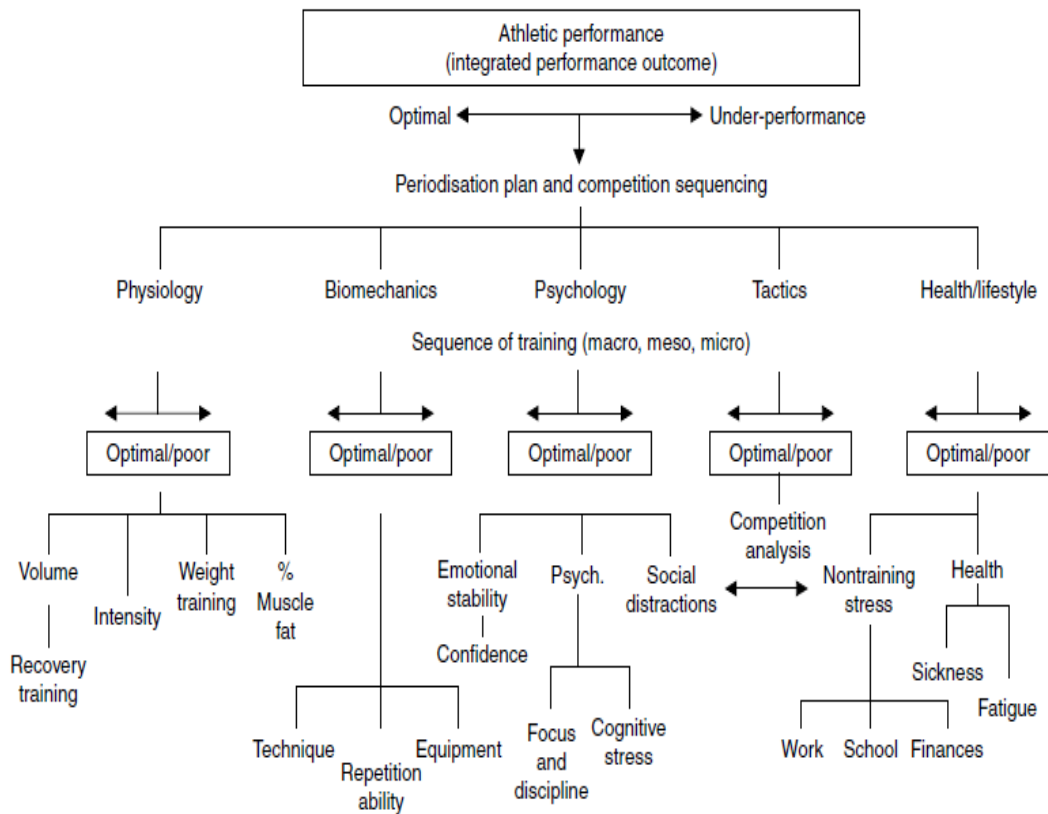 Athletic performance
(integrated performance outcome)
Optimal
Under-performance
Periodisation plan and competition sequencing
Physiology
Biomechanics
Psychology
Tactics
Health/lifestyle
Sequence of training (macro, meso, micro)
Optimal/poor
Optimal/poor
Optimal/poor
Optimal/poor
Optimal/poor
Volume
Intensity
Weight
training
%
Muscle
fat
Recovery
training
Technique
Repetition
ability
Equipment
Emotional
stability
Confidence
Psych.
Focus
and
discipline
Cognitive
stress
Social
distractions
Competition
analysis
Nontraining
stress
Work
School
Finances
Health
Sickness
Fatigue